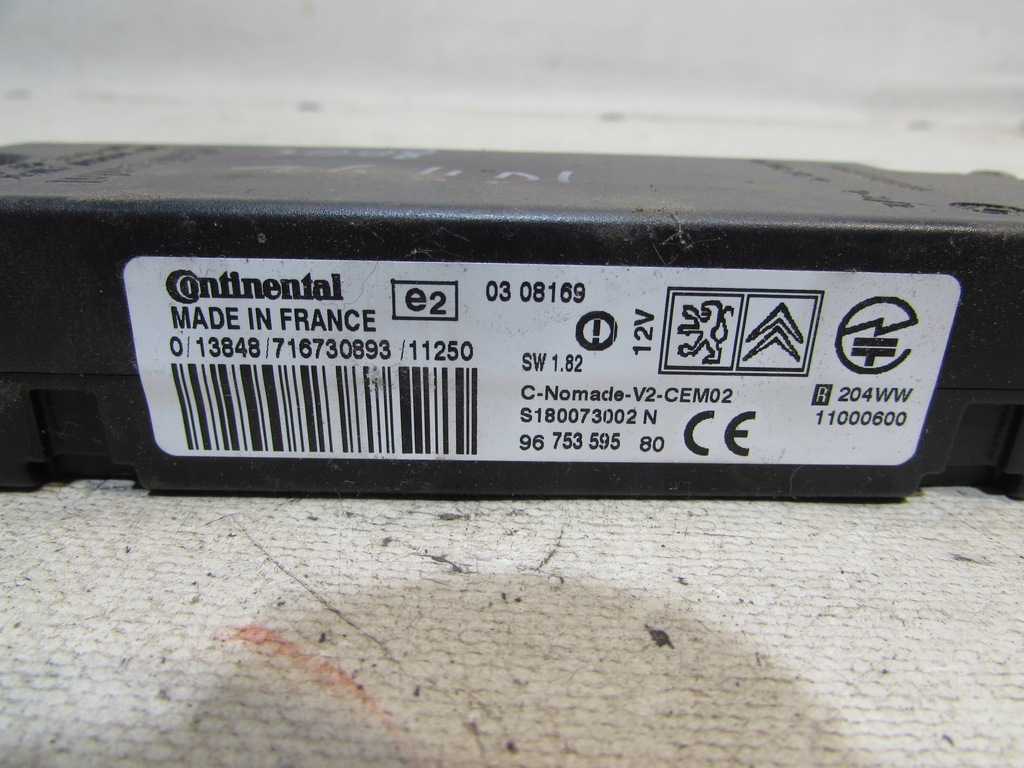 Continental
MADE IN FRANCE
e2
03 08169
12V
0/13848/716730893/11250
SW 1.82
C-Nomade-V2-CEM02
S180073002 N
96 753 595 80
CE
R 204WW
11000600